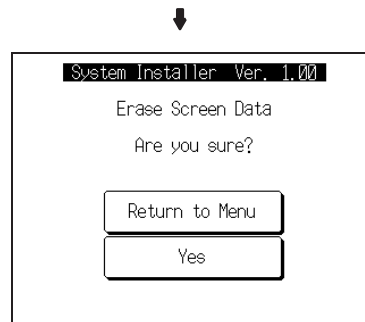 System Installer Ver. 1.00
Erase Screen Data
Are you sure?
Return to Menu
Yes